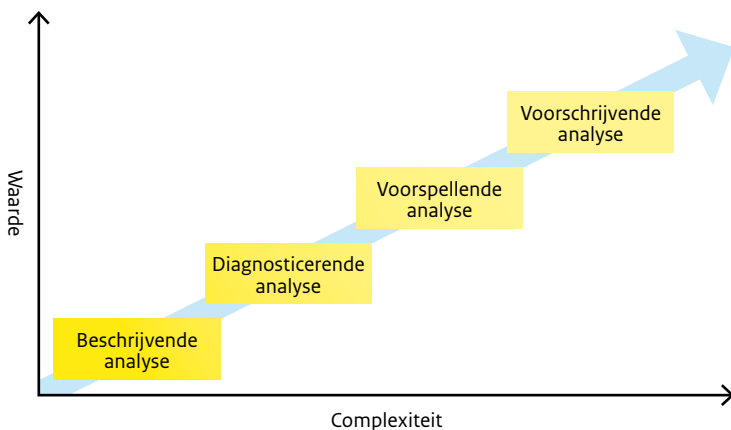 Voorschrijvende
analyse
Voorspellende
analyse
Waarde
Diagnosticerende
analyse
Beschrijvende
analyse
Complexiteit